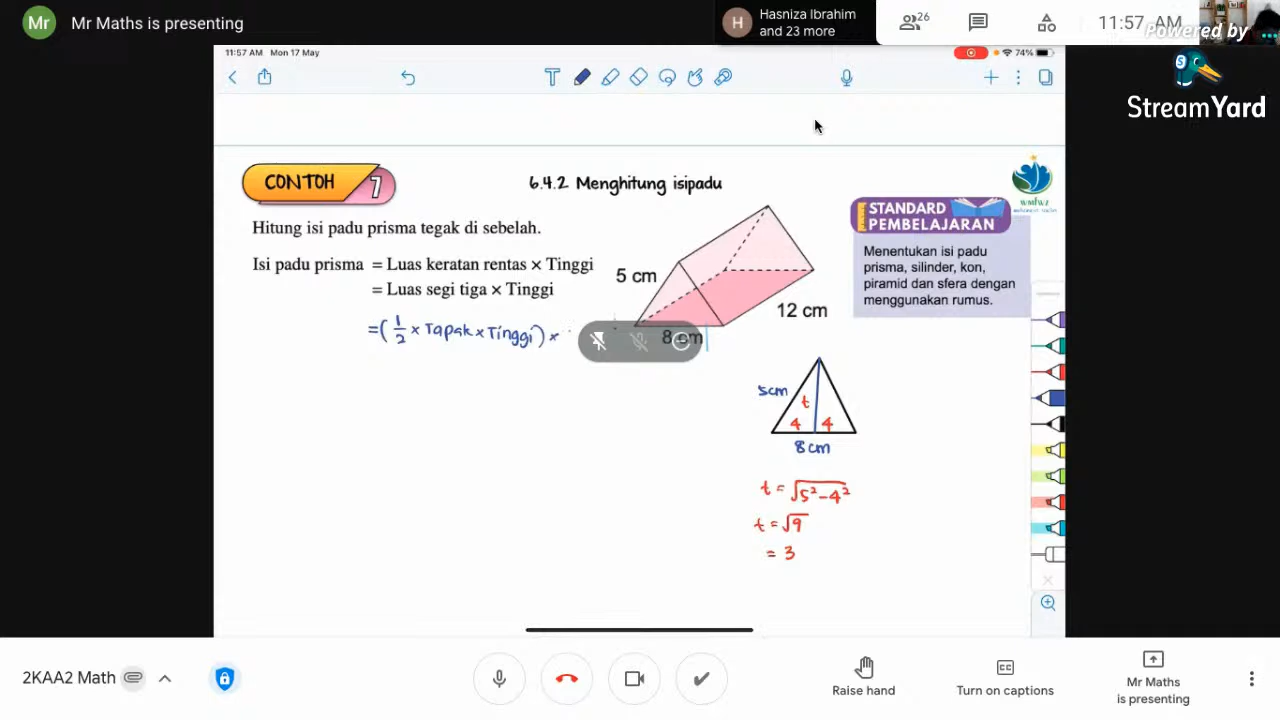 Mr
Mr Maths is presenting
H
Hasniza Ibrahim
and 23 more
26
11:57 AM
Powered by
StreamYard
11:57 AM Mon 17 May
74%
CONTOH 7
6.4.2 Menghitung isipadu
Hitung isi padu prisma tegak di sebelah.
Isi padu prisma = Luas keratan rentas × Tinggi
= Luas segi tiga × Tinggi
= (1/2 × Tapak × Tinggi) ×
5 cm
12 cm
8 cm
STANDARD
PEMBELAJARAN
Menentukan isi padu
prisma, silinder, kon,
piramid dan sfera dengan
menggunakan rumus.
5cm
t
4 4
8 cm
t = √5² − 4²
t = √9
= 3
2KAA2 Math
Raise hand
Turn on captions
Mr Maths
is presenting